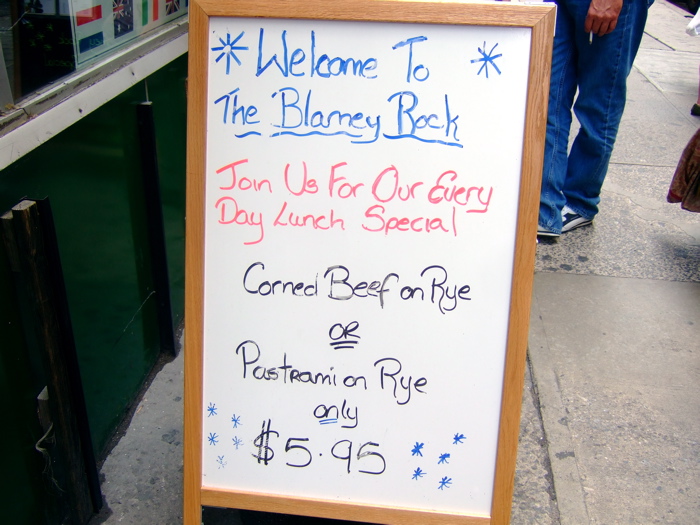 Welcome To
The Blarney Rock
Join Us For Our Every
Day Lunch Special
Corned Beef on Rye
OR
Pastrami on Rye
only
$5.95